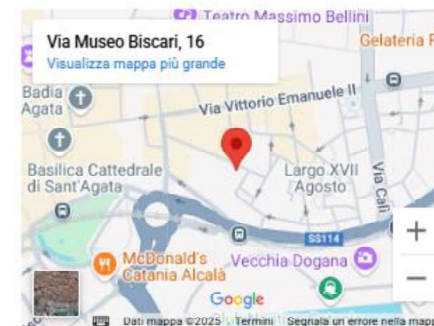 Teatro Massimo Bellini
Via Museo Biscari, 16
Visualizza mappa più grande
Gelateria
Badia
Agata
Via Vittorio Emanuele II
Basilica Cattedrale
di Sant'Agata
Largo XVII
Agosto
Via Calì
SS114
McDonald's
Catania Alcalà
Vecchia Dogana
+
−
Google
Dati mappa ©2025
Termini
Segnala un errore nella mapp